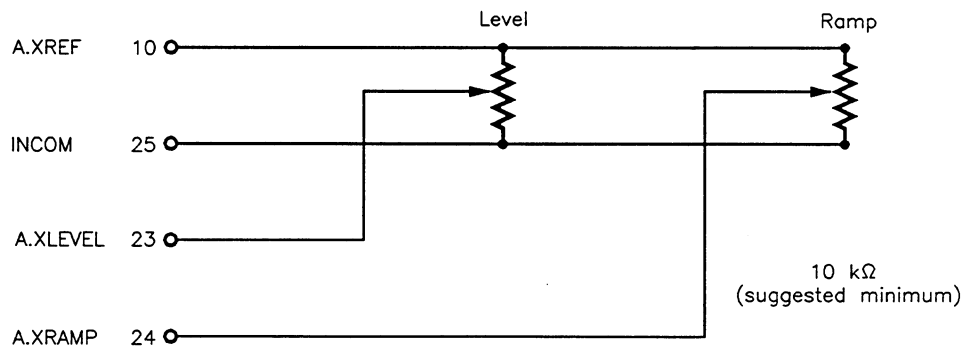 Level
Ramp
A.XREF 10
INCOM 25
A.XLEVEL 23
A.XRAMP 24
10 kΩ
(suggested minimum)